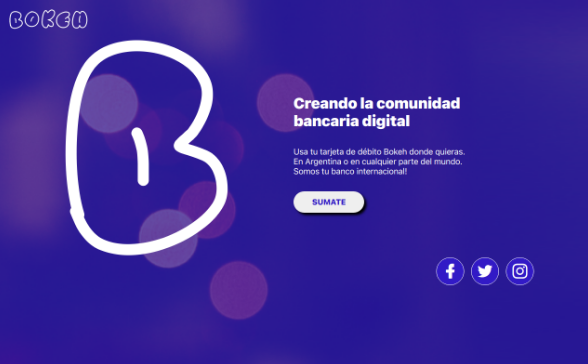 BOKEH
B
Creando la comunidad
bancaria digital
Usa tu tarjeta de débito Bokeh donde quieras.
En Argentina o en cualquier parte del mundo.
Somos tu banco internacional!
SUMATE